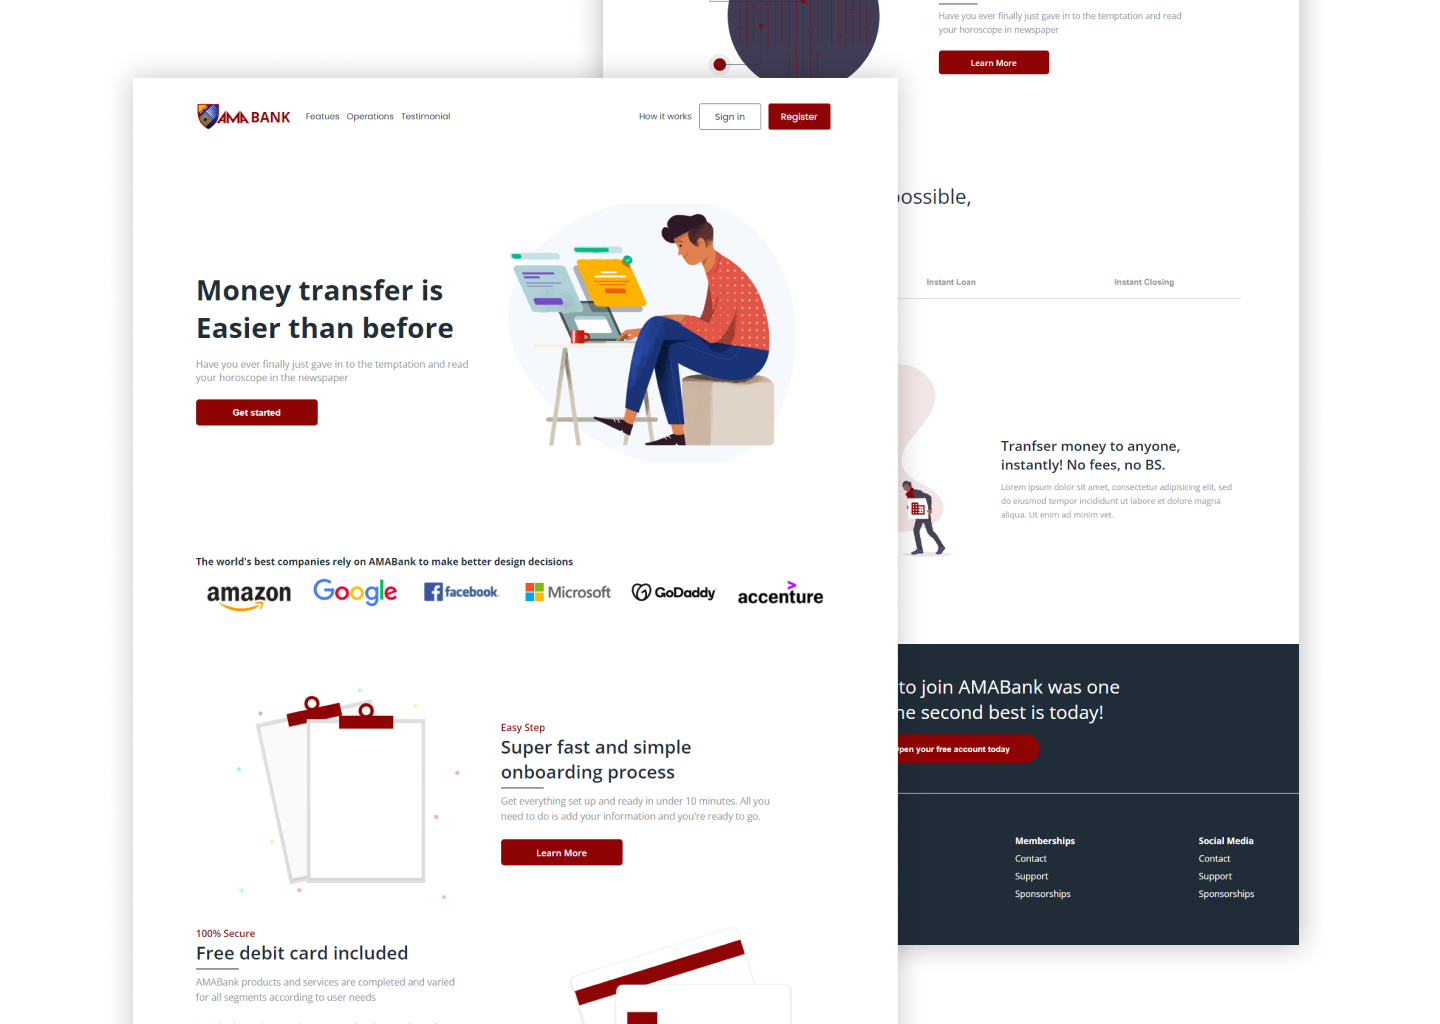 AMA BANK
Featues Operations Testimonial
How it works
Sign in
Register
Money transfer is
Easier than before
Have you ever finally just gave in to the temptation and read
your horoscope in the newspaper
Get started
The world's best companies rely on AMABank to make better design decisions
amazon
Google
facebook
Microsoft
GoDaddy
accenture
Easy Step
Super fast and simple
onboarding process
Get everything set up and ready in under 10 minutes. All you
need to do is add your information and you're ready to go.
Learn More
100% Secure
Free debit card included
AMABank products and services are completed and varied
for all segments according to user needs
Have you ever finally just gave in to the temptation and read
your horoscope in newspaper
Learn More
possible,
Instant Loan
Instant Closing
Tranfser money to anyone,
instantly! No fees, no BS.
Lorem ipsum dolor sit amet, consectetur adipisicing elit, sed
do eiusmod tempor incididunt ut labore et dolore magna
aliqua. Ut enim ad minim vet.
to join AMABank was one
he second best is today!
Open your free account today
Memberships
Contact
Support
Sponsorships
Social Media
Contact
Support
Sponsorships